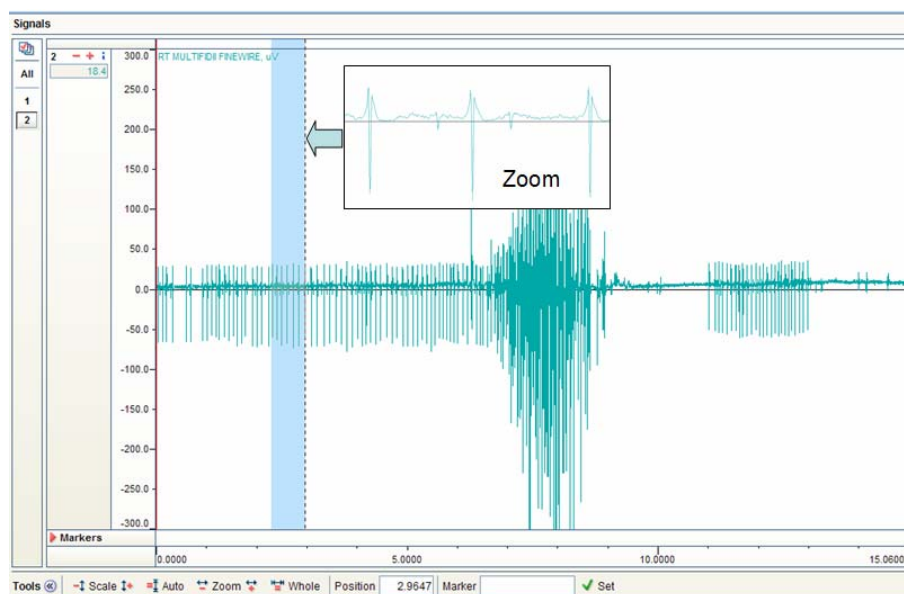 Signals
All
1
2
2 − + i
18.4
RT MULTIFIDII FINEWIRE, uV
300.0
250.0
200.0
150.0
100.0
50.0
0.0
-50.0
-100.0
-150.0
-200.0
-250.0
-300.0
Zoom
Markers
0.0000 5.0000 10.0000 15.0600
Tools Scale Auto Zoom Whole Position 2.9647 Marker Set